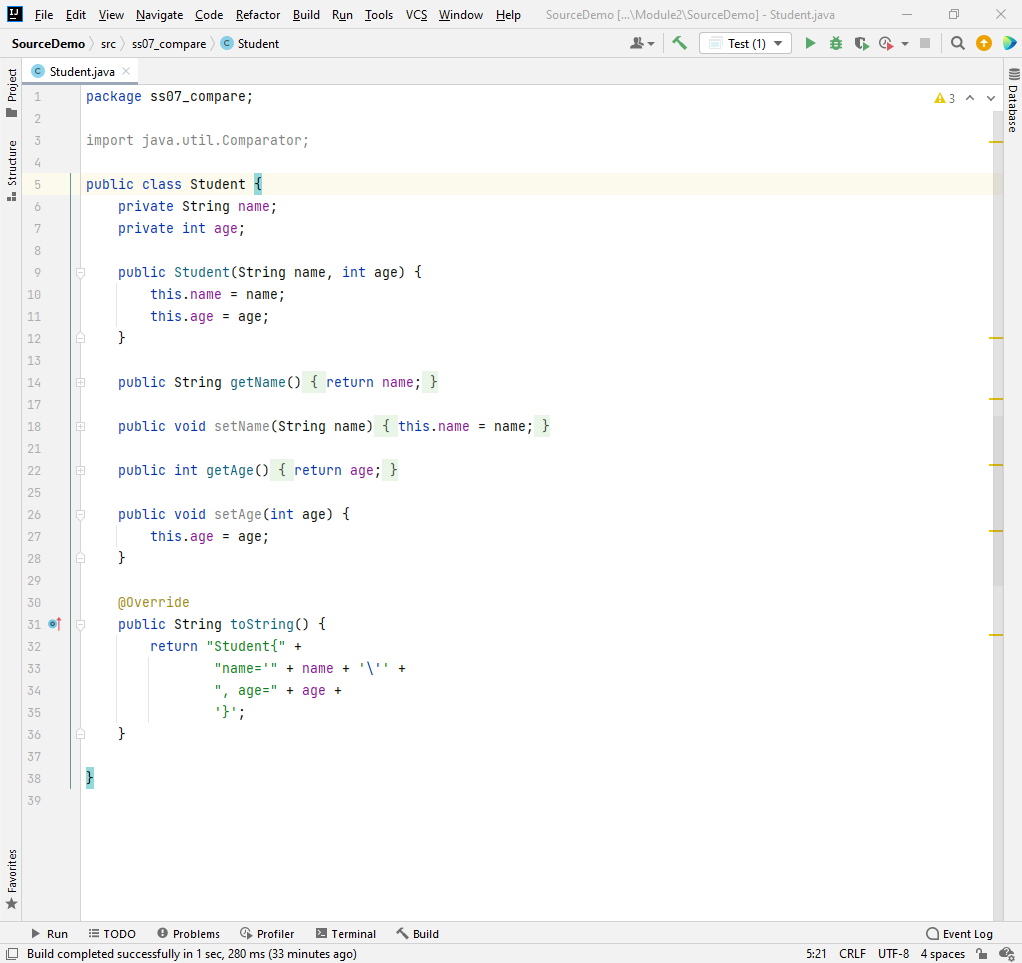 File Edit View Navigate Code Refactor Build Run Tools VCS Window Help SourceDemo [...\Module2\SourceDemo] - Student.java
SourceDemo src ss07_compare C Student Test (1)
Project
Structure
Favorites
Database
C Student.java
3
1 package ss07_compare;
2
3 import java.util.Comparator;
4
5 public class Student {
6 private String name;
7 private int age;
8
9 public Student(String name, int age) {
10 this.name = name;
11 this.age = age;
12 }
13
14 public String getName() { return name; }
17
18 public void setName(String name) { this.name = name; }
21
22 public int getAge() { return age; }
25
26 public void setAge(int age) {
27 this.age = age;
28 }
29
30 @Override
31 public String toString() {
32 return "Student{" +
33 "name='" + name + '\'' +
34 ", age=" + age +
35 '}';
36 }
37
38 }
39
Run TODO Problems Profiler Terminal Build Event Log
Build completed successfully in 1 sec, 280 ms (33 minutes ago) 5:21 CRLF UTF-8 4 spaces